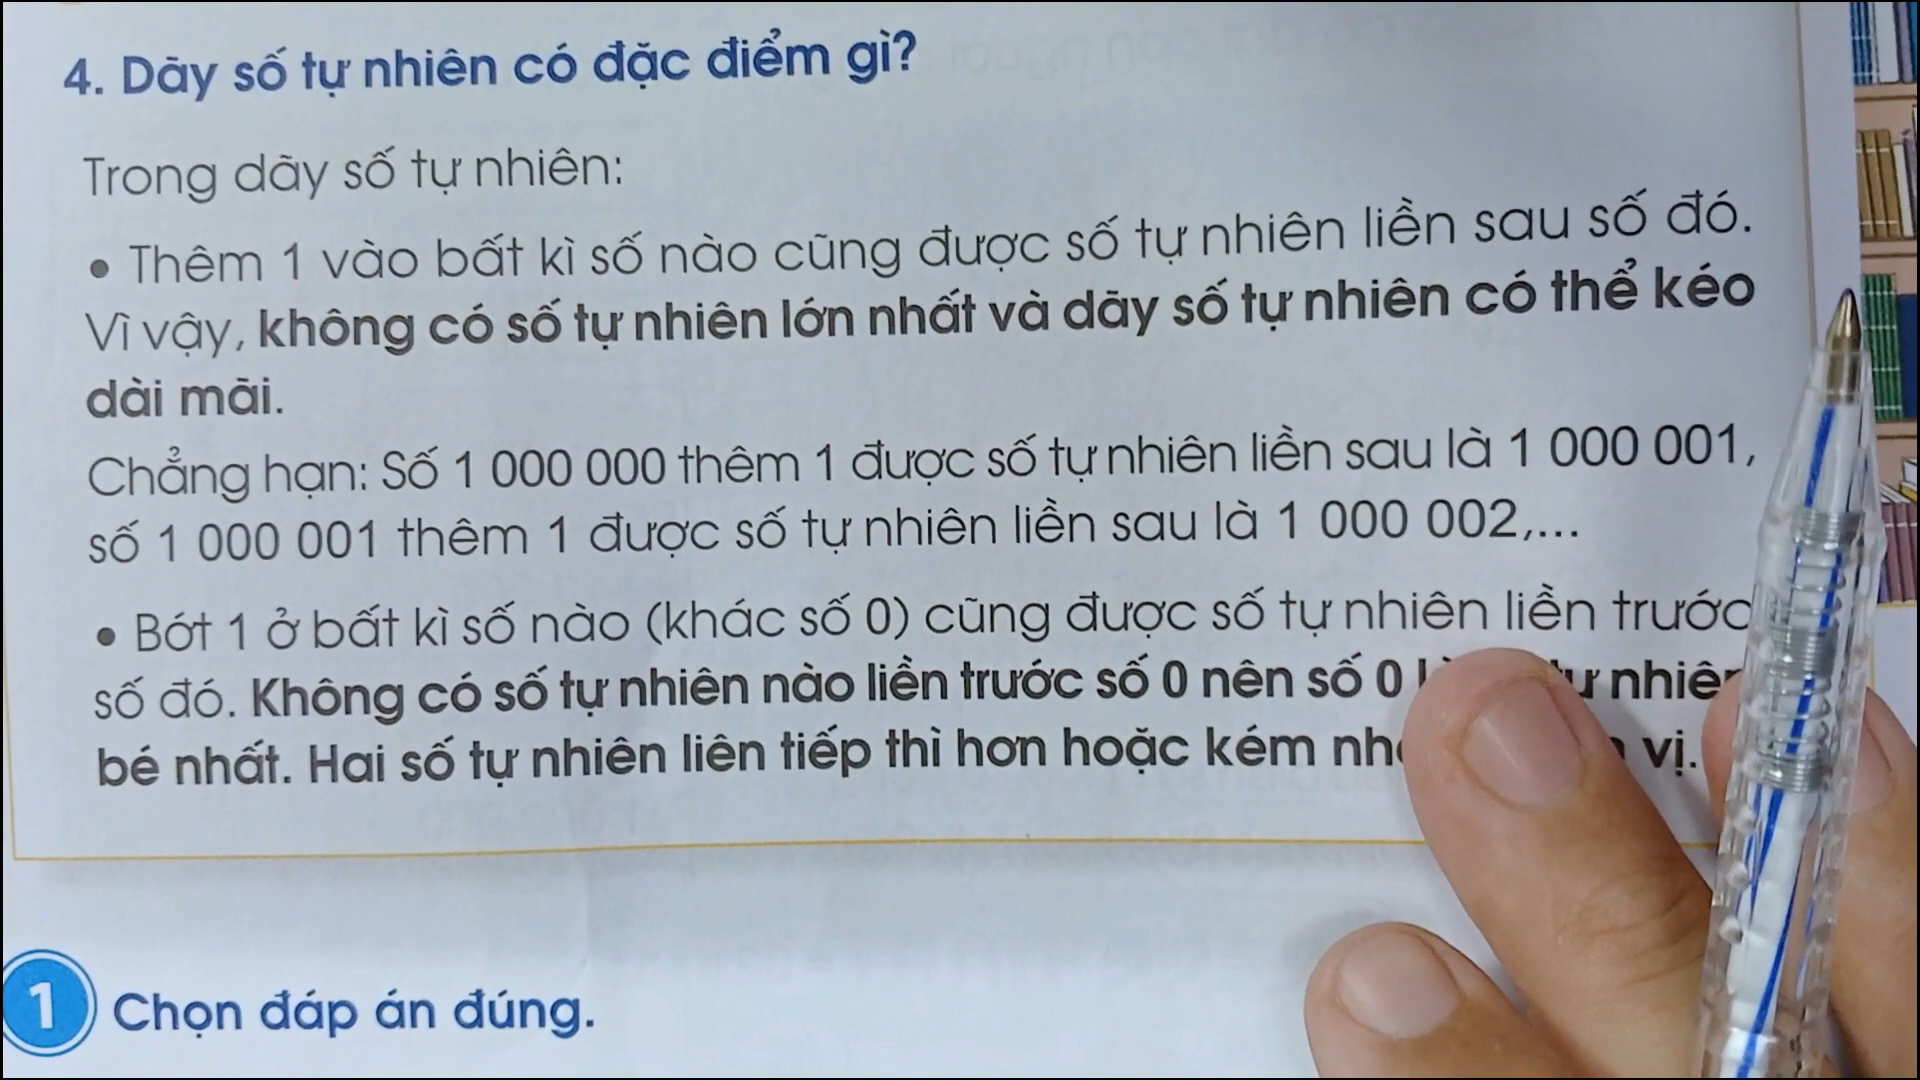 4. Dãy số tự nhiên có đặc điểm gì?
Trong dãy số tự nhiên:
• Thêm 1 vào bất kì số nào cũng được số tự nhiên liền sau số đó.
Vì vậy, không có số tự nhiên lớn nhất và dãy số tự nhiên có thể kéo
dài mãi.
Chẳng hạn: Số 1 000 000 thêm 1 được số tự nhiên liền sau là 1 000 001,
số 1 000 001 thêm 1 được số tự nhiên liền sau là 1 000 002,...
• Bớt 1 ở bất kì số nào (khác số 0) cũng được số tự nhiên liền trước
số đó. Không có số tự nhiên nào liền trước số 0 nên số 0 nhiên
bé nhất. Hai số tự nhiên liên tiếp thì hơn hoặc kém vị.
1 Chọn đáp án đúng.